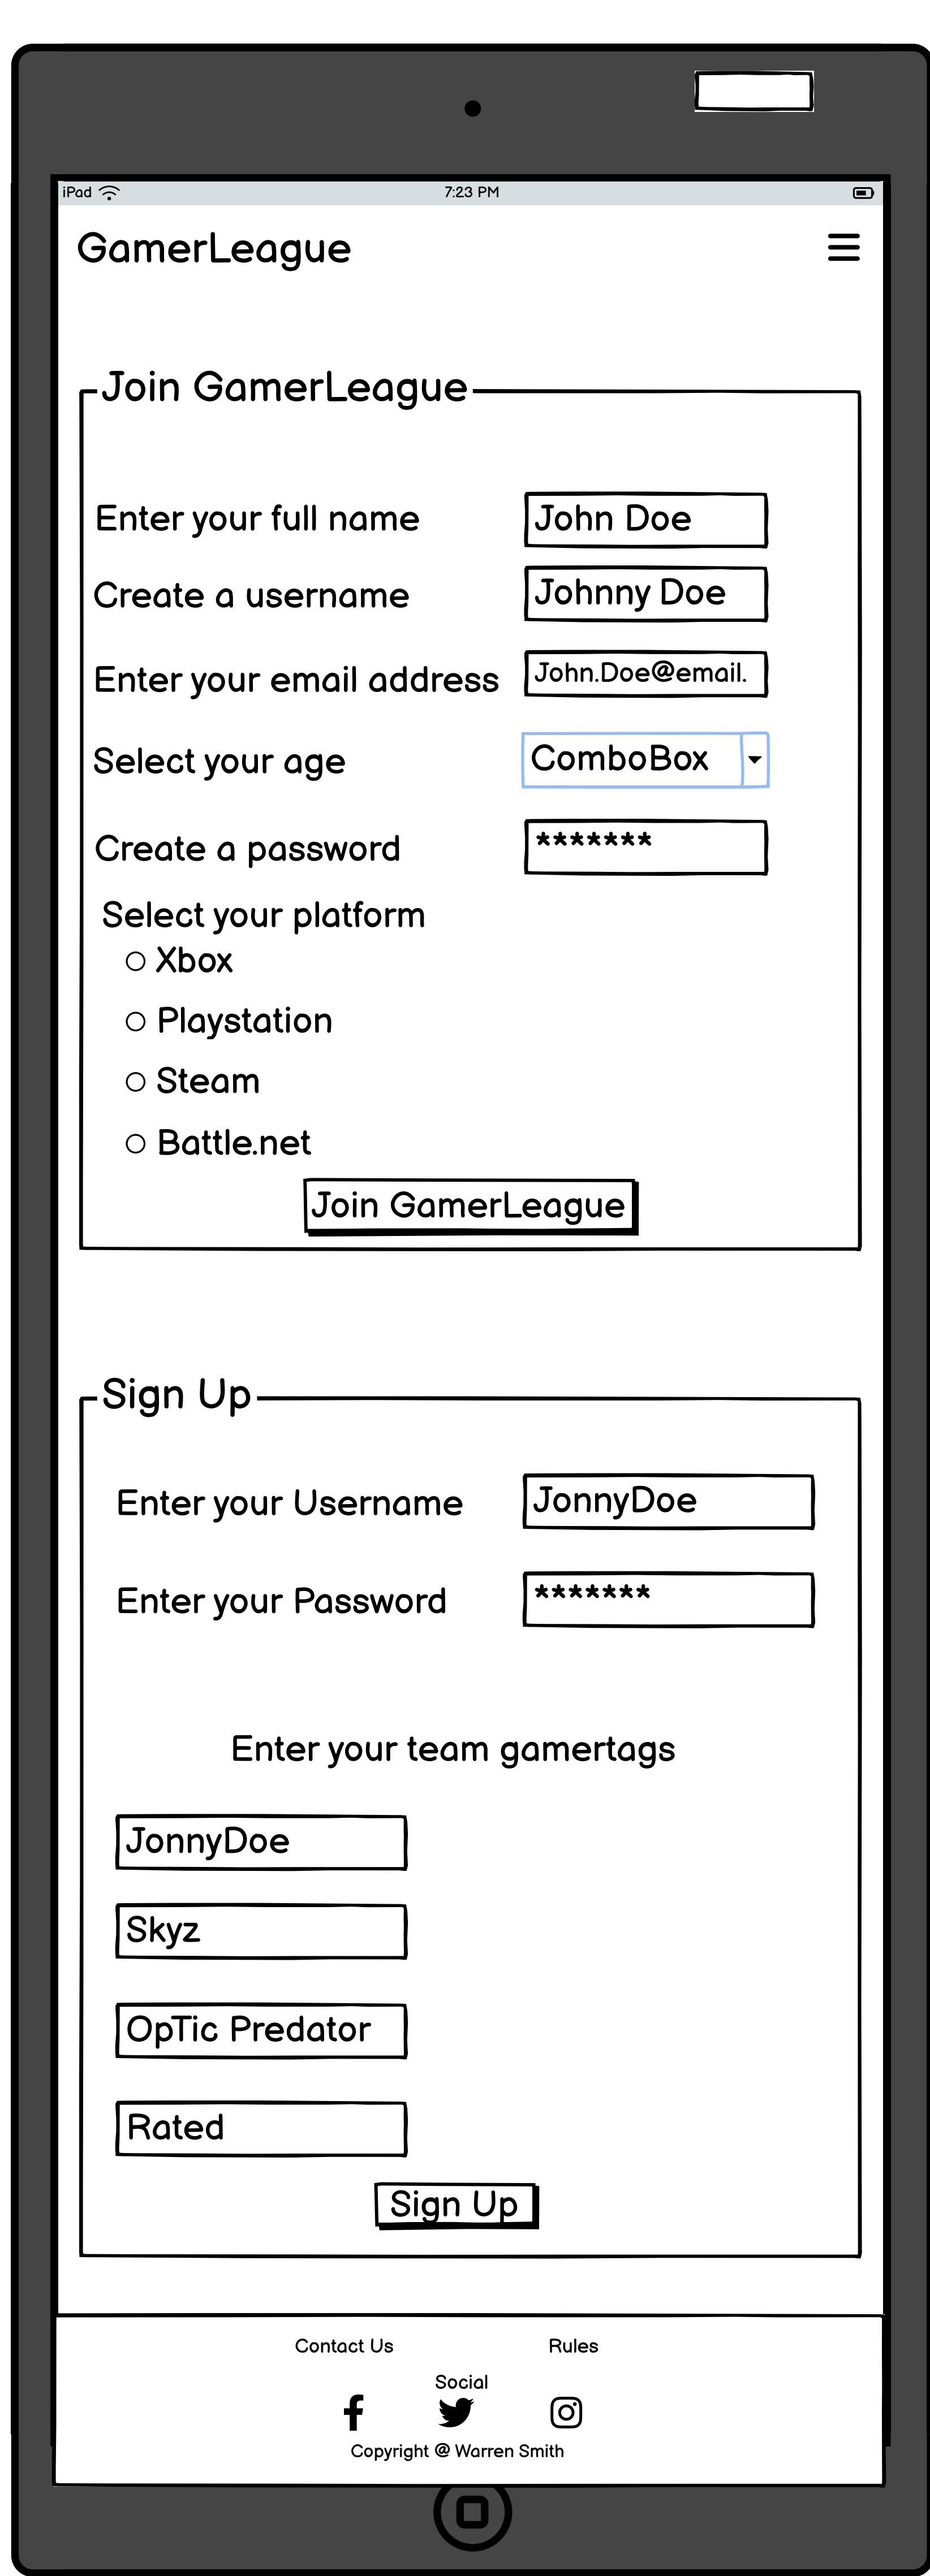 iPad 7:23 PM
GamerLeague
Join GamerLeague
Enter your full name John Doe
Create a username Johnny Doe
Enter your email address John.Doe@email.
Select your age ComboBox
Create a password *******
Select your platform
Xbox
Playstation
Steam
Battle.net
Join GamerLeague
Sign Up
Enter your Username JonnyDoe
Enter your Password *******
Enter your team gamertags
JonnyDoe
Skyz
OpTic Predator
Rated
Sign Up
Contact Us Rules
Social
Copyright @ Warren Smith